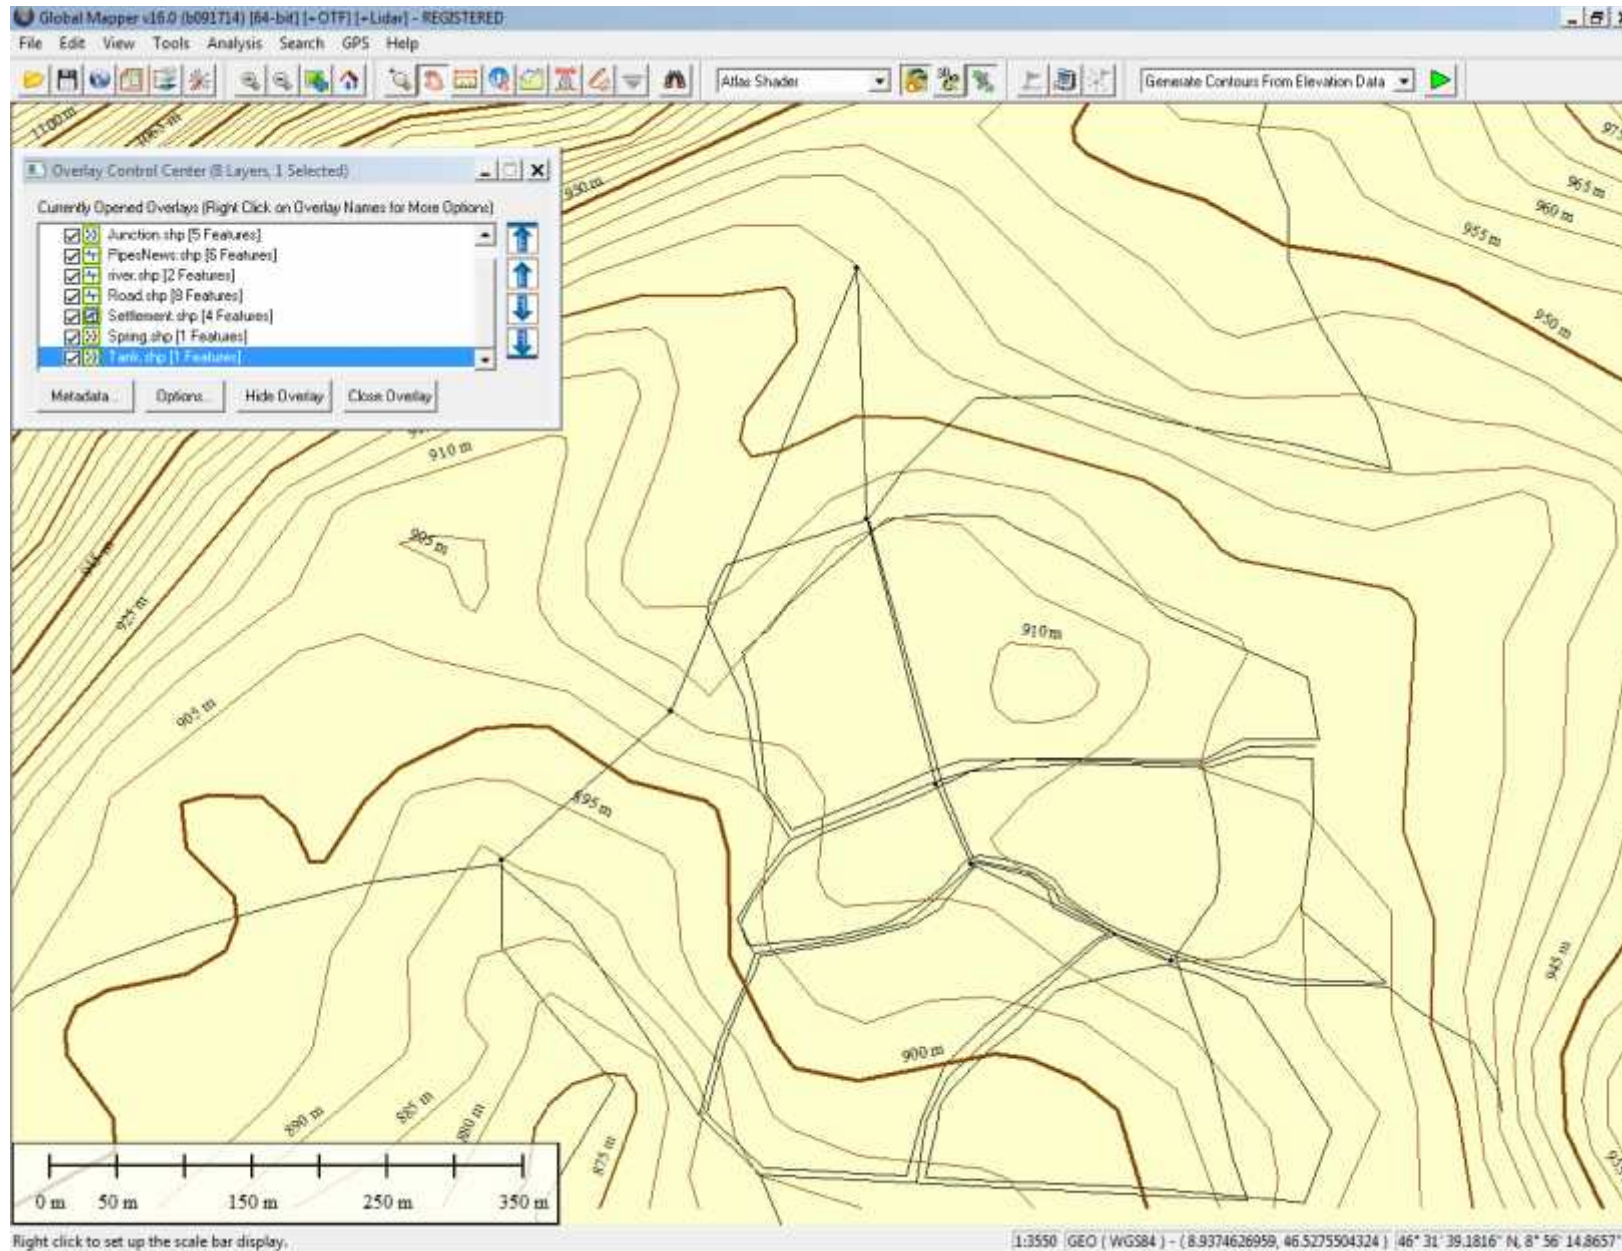 Global Mapper v16.0 (b091714) [64-bit] [+OTF] [+Lidar] - REGISTERED
File Edit View Tools Analysis Search GPS Help
Atlas Shader Generate Contours From Elevation Data
1100 m 1065 m
Overlay Control Center (8 Layers, 1 Selected)
Currently Opened Overlays (Right Click on Overlay Names for More Options)
Junction.shp [5 Features]
PipesNews.shp [6 Features]
river.shp [2 Features]
Road.shp [8 Features]
Settlement.shp [4 Features]
Spring.shp [1 Features]
Tank.shp [1 Features]
Metadata... Options... Hide Overlay Close Overlay
930 m
965 m
960 m
955 m
950 m
910 m
905 m
925 m
910 m
905 m
895 m
945 m
900 m
890 m
885 m
880 m
875 m
0 m 50 m 150 m 250 m 350 m
Right click to set up the scale bar display.
1:3550 GEO ( WGS84 ) - ( 8.9374626959, 46.5275504324 ) 46° 31' 39.1816" N, 8° 56' 14.8657"